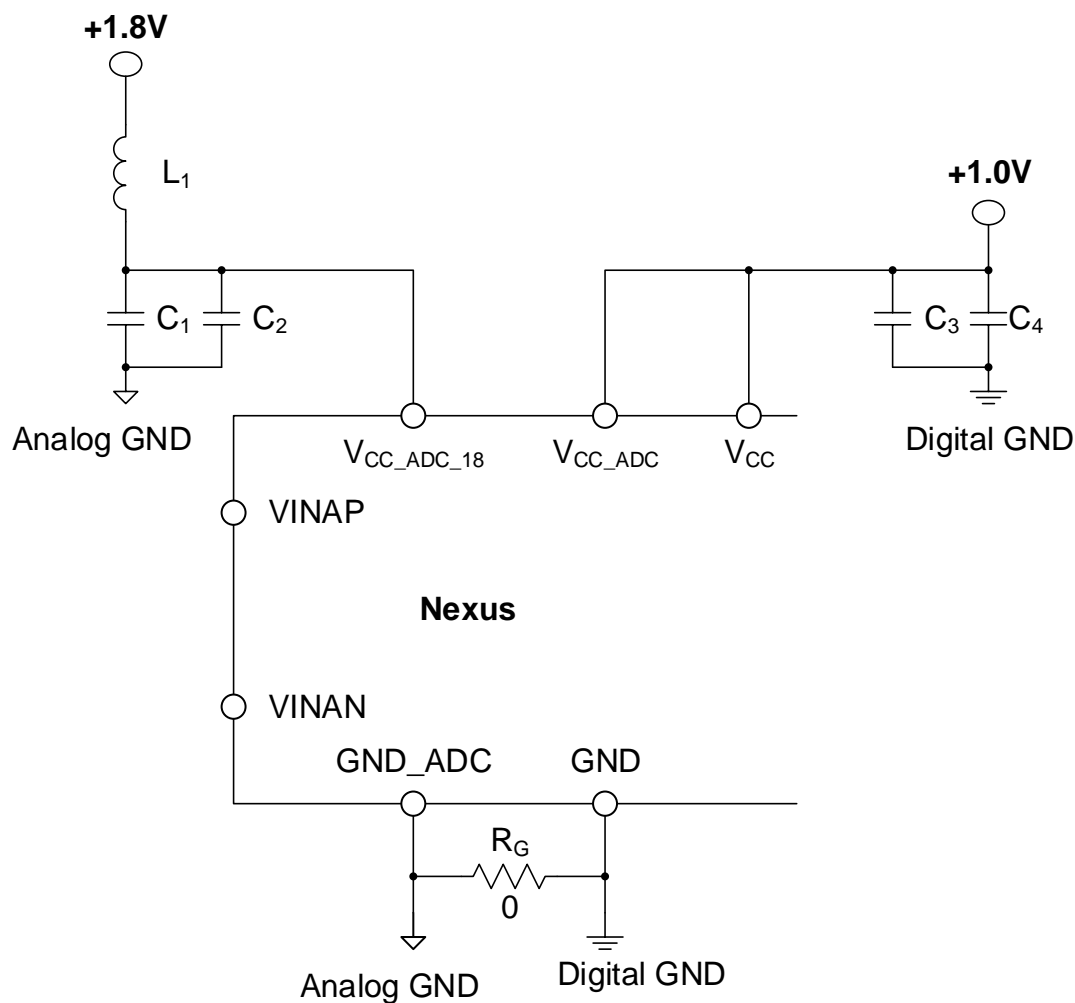 +1.8V
L1
+1.0V
C1
C2
C3
C4
Analog GND
Digital GND
VCC_ADC_18
VCC_ADC
VCC
VINAP
Nexus
VINAN
GND_ADC
GND
RG
0
Analog GND
Digital GND